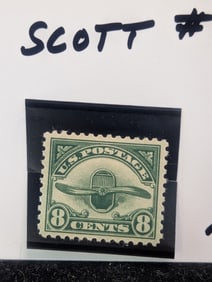 SCOTT #
U.S. POSTAGE
8 CENTS 8